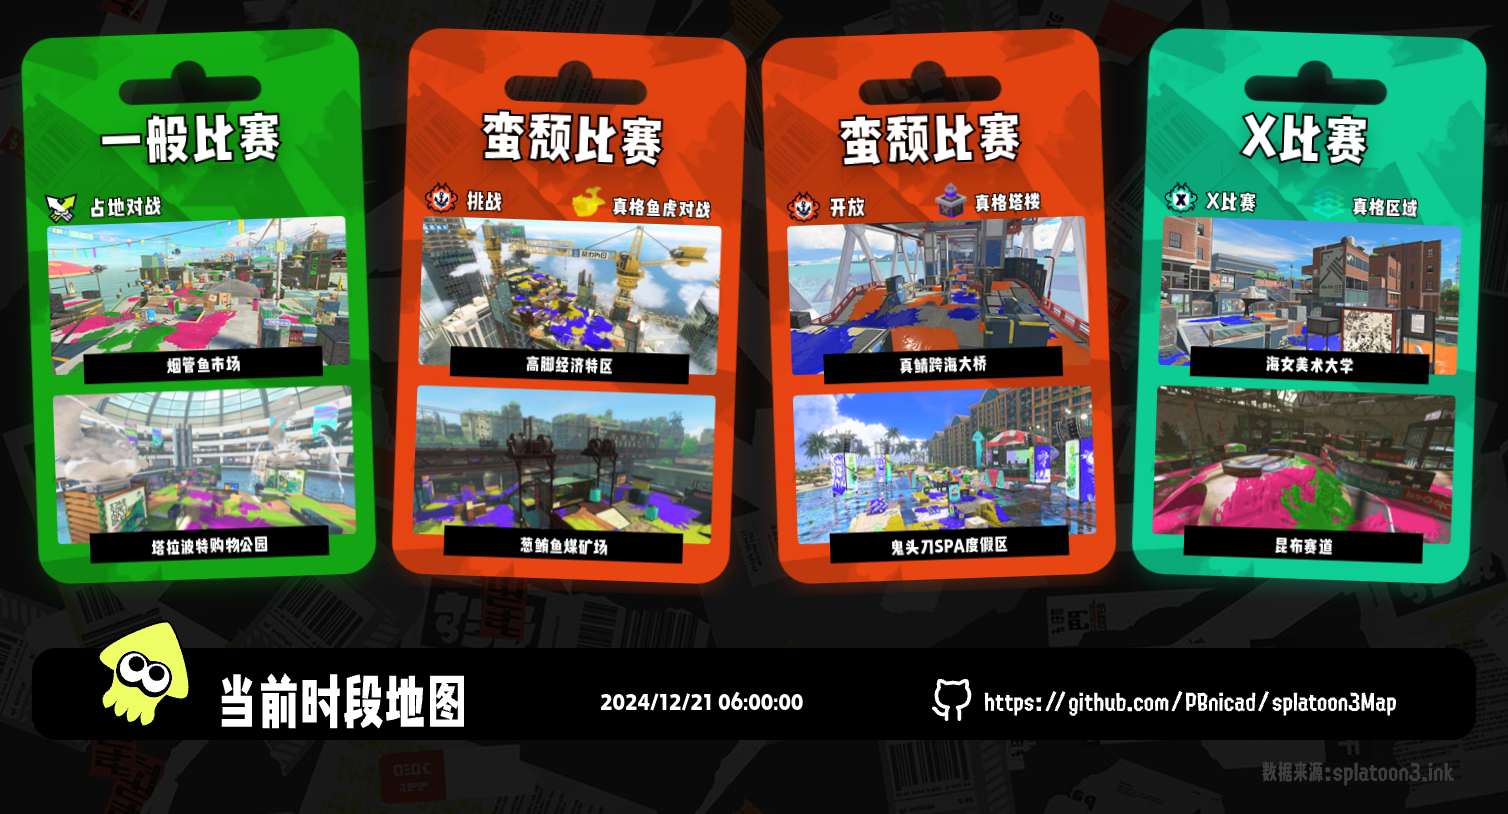 一般比赛
占地对战
烟管鱼市场
塔拉波特购物公园
蛮颓比赛
挑战
真格鱼虎对战
高脚经济特区
葱鲔鱼煤矿场
蛮颓比赛
开放
真格塔楼
真鲷跨海大桥
鬼头刀SPA度假区
X比赛
X比赛
真格区域
海女美术大学
昆布赛道
当前时段地图
2024/12/21 06:00:00
https://github.com/PBnicad/splatoon3Map
数据来源:splatoon3.ink